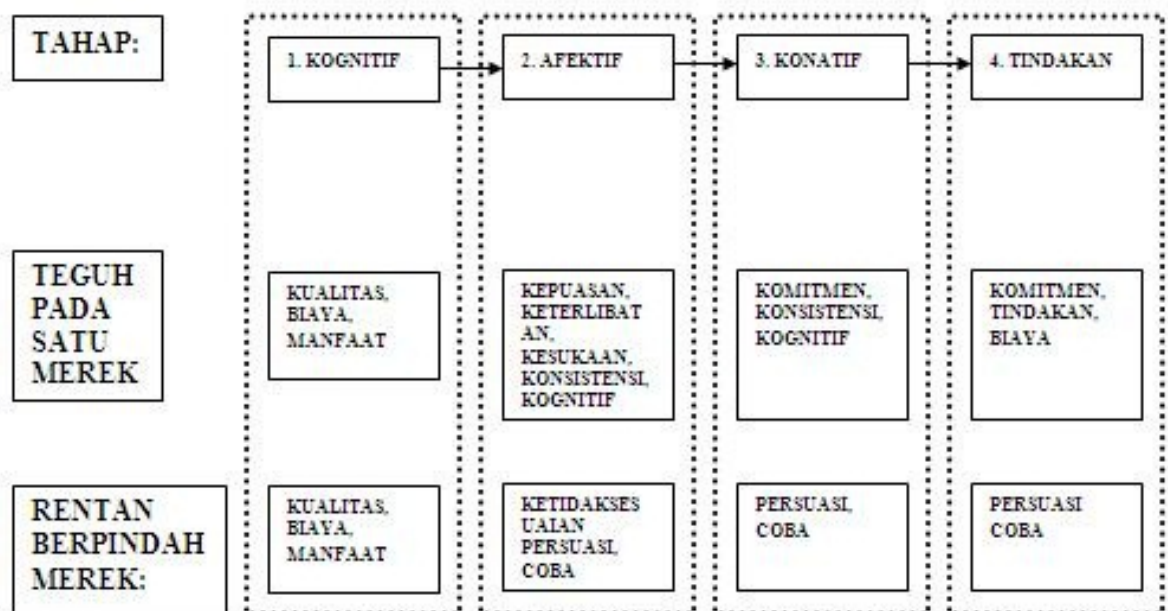 TAHAP:
1. KOGNITIF
2. AFEKTIF
3. KONATIF
4. TINDAKAN
TEGUH
PADA
SATU
MEREK
KUALITAS,
BIAYA,
MANFAAT
KEPUASAN,
KETERLIBAT
AN,
KESUKAAN,
KONSISTENSI,
KOGNITIF
KOMITMEN,
KONSISTENSI,
KOGNITIF
KOMITMEN,
TINDAKAN,
BIAYA
RENTAN
BERPINDAH
MEREK:
KUALITAS,
BIAYA,
MANFAAT
KETIDAKSES
UAIAN
PERSUASI,
COBA
PERSUASI,
COBA
PERSUASI
COBA